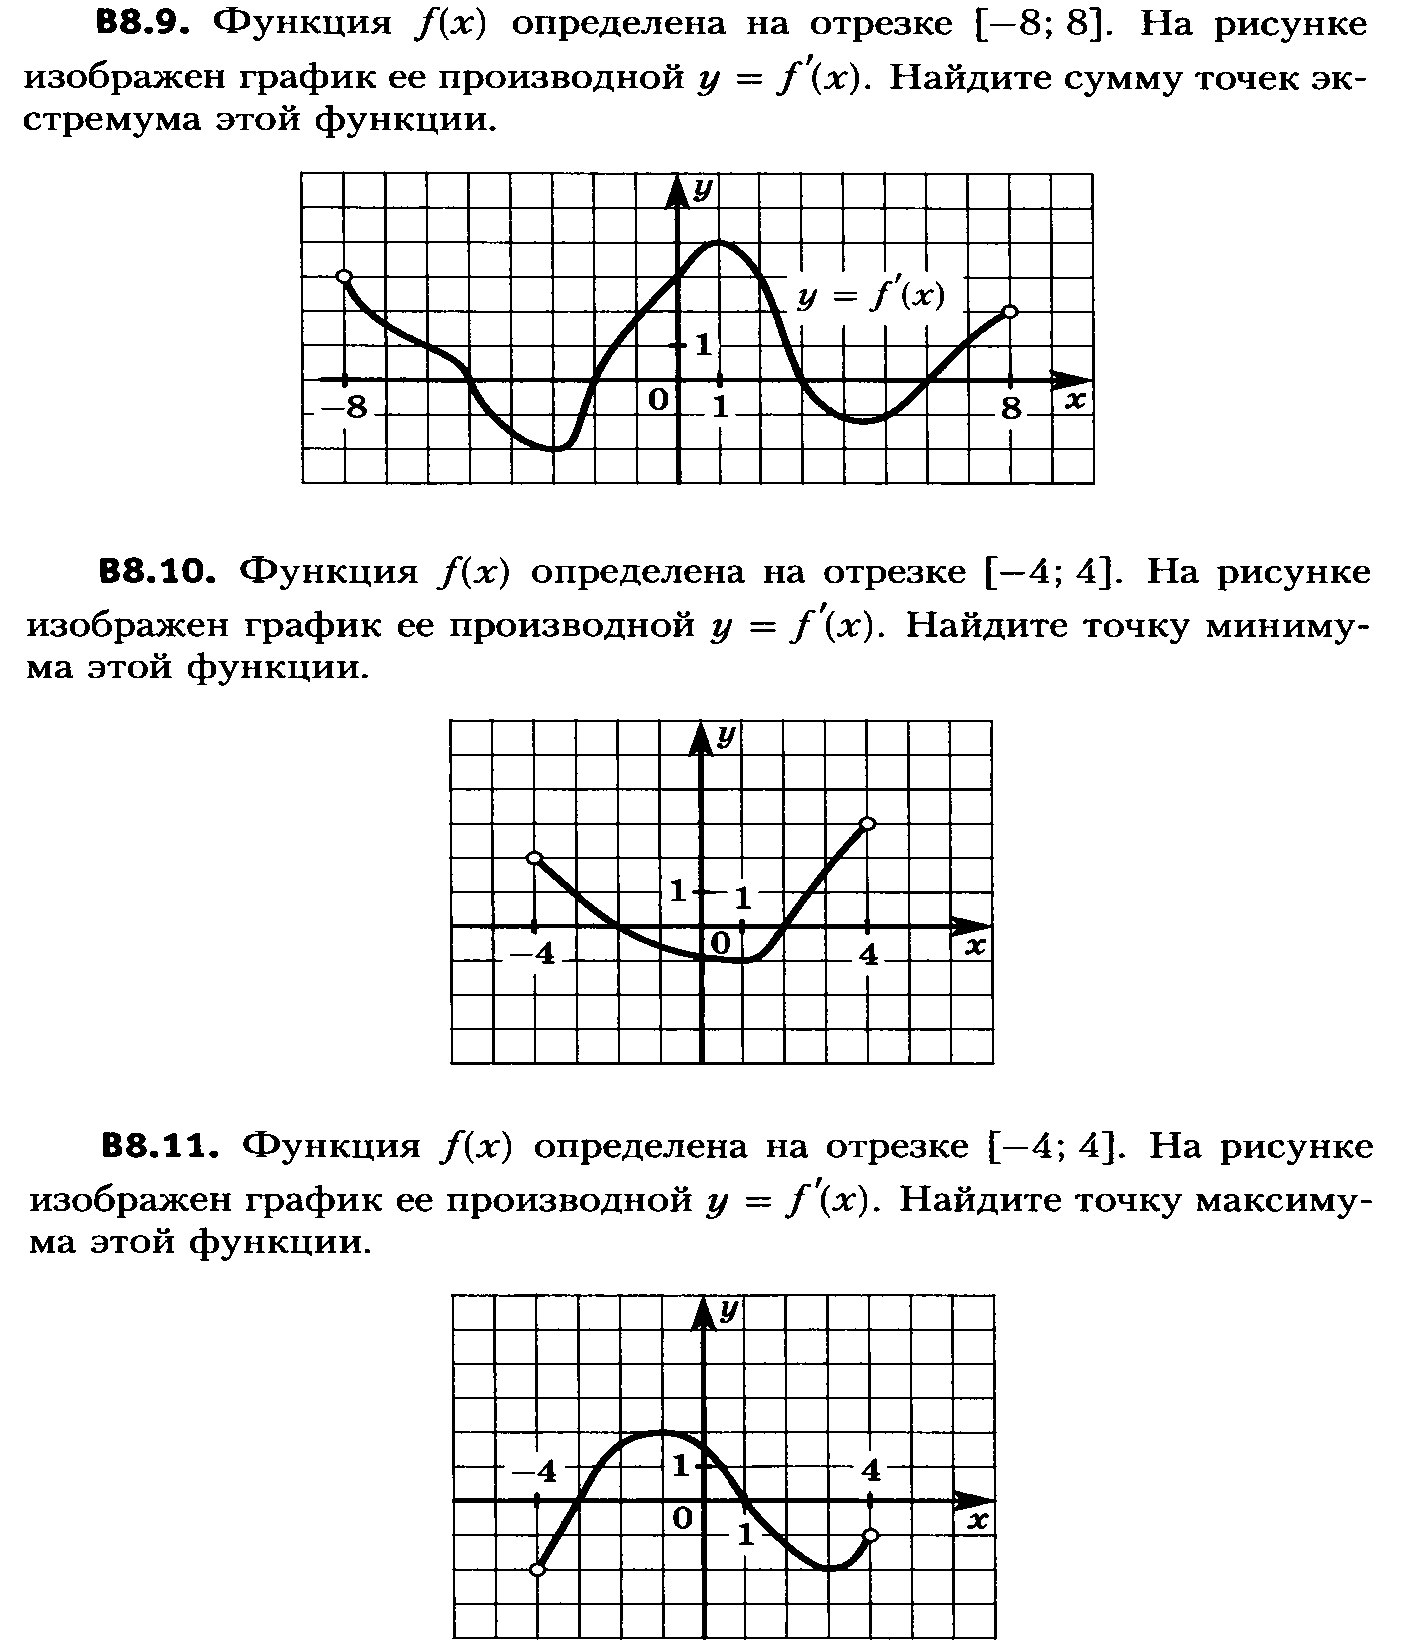 B8.9. Функция f(x) определена на отрезке [−8; 8]. На рисунке
изображен график ее производной y = f′(x). Найдите сумму точек эк-
стремума этой функции.
y
y = f′(x)
1
−8
0
1
8
x
B8.10. Функция f(x) определена на отрезке [−4; 4]. На рисунке
изображен график ее производной y = f′(x). Найдите точку миниму-
ма этой функции.
y
1
1
−4
0
4
x
B8.11. Функция f(x) определена на отрезке [−4; 4]. На рисунке
изображен график ее производной y = f′(x). Найдите точку максиму-
ма этой функции.
y
−4
1
4
0
1
x